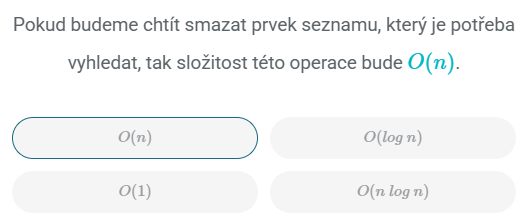 Pokud budeme chtít smazat prvek seznamu, který je potřeba
vyhledat, tak složitost této operace bude O(n).
O(n)
O(log n)
O(1)
O(n log n)